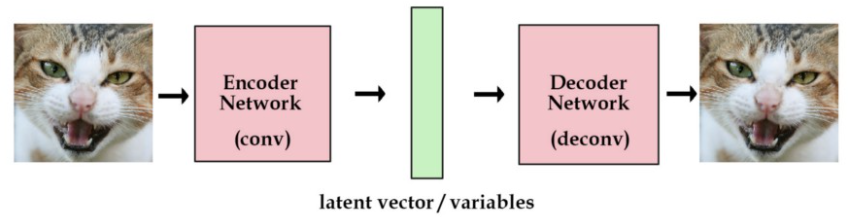 Encoder
Network
(conv)
Decoder
Network
(deconv)
latent vector / variables